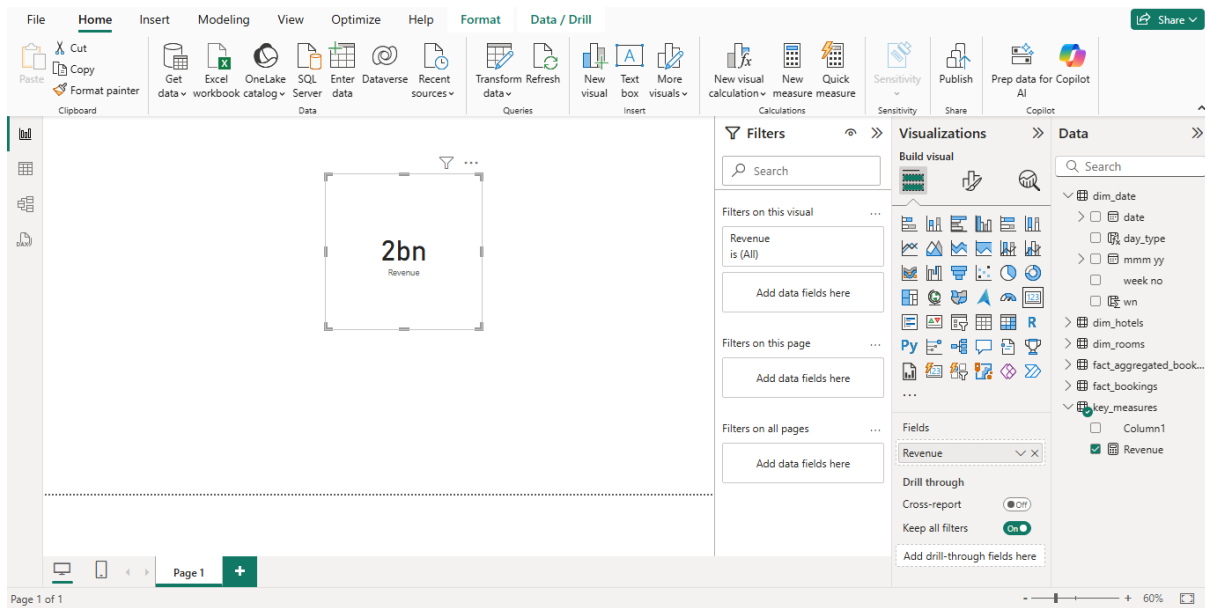 File Home Insert Modeling View Optimize Help Format Data / Drill Share
Paste Cut
Copy
Format painter
Clipboard
Get data
Excel workbook
OneLake catalog
SQL Server
Enter data
Dataverse
Recent sources
Data
Transform data
Refresh
Queries
New visual
Text box
More visuals
Insert
New visual calculation
New measure
Quick measure
Calculations
Sensitivity
Sensitivity
Publish
Share
Prep data for AI
Copilot
Copilot
2bn
Revenue
Filters
Search
Filters on this visual
Revenue
is (All)
Add data fields here
Filters on this page
Add data fields here
Filters on all pages
Add data fields here
Visualizations
Build visual
123
R
Py
123
Fields
Revenue
Drill through
Cross-report Off
Keep all filters On
Add drill-through fields here
Data
Search
dim_date
date
day_type
mmm yy
week no
wn
dim_hotels
dim_rooms
fact_aggregated_book...
fact_bookings
key_measures
Column1
Revenue
Page 1
Page 1 of 1
- + 60%